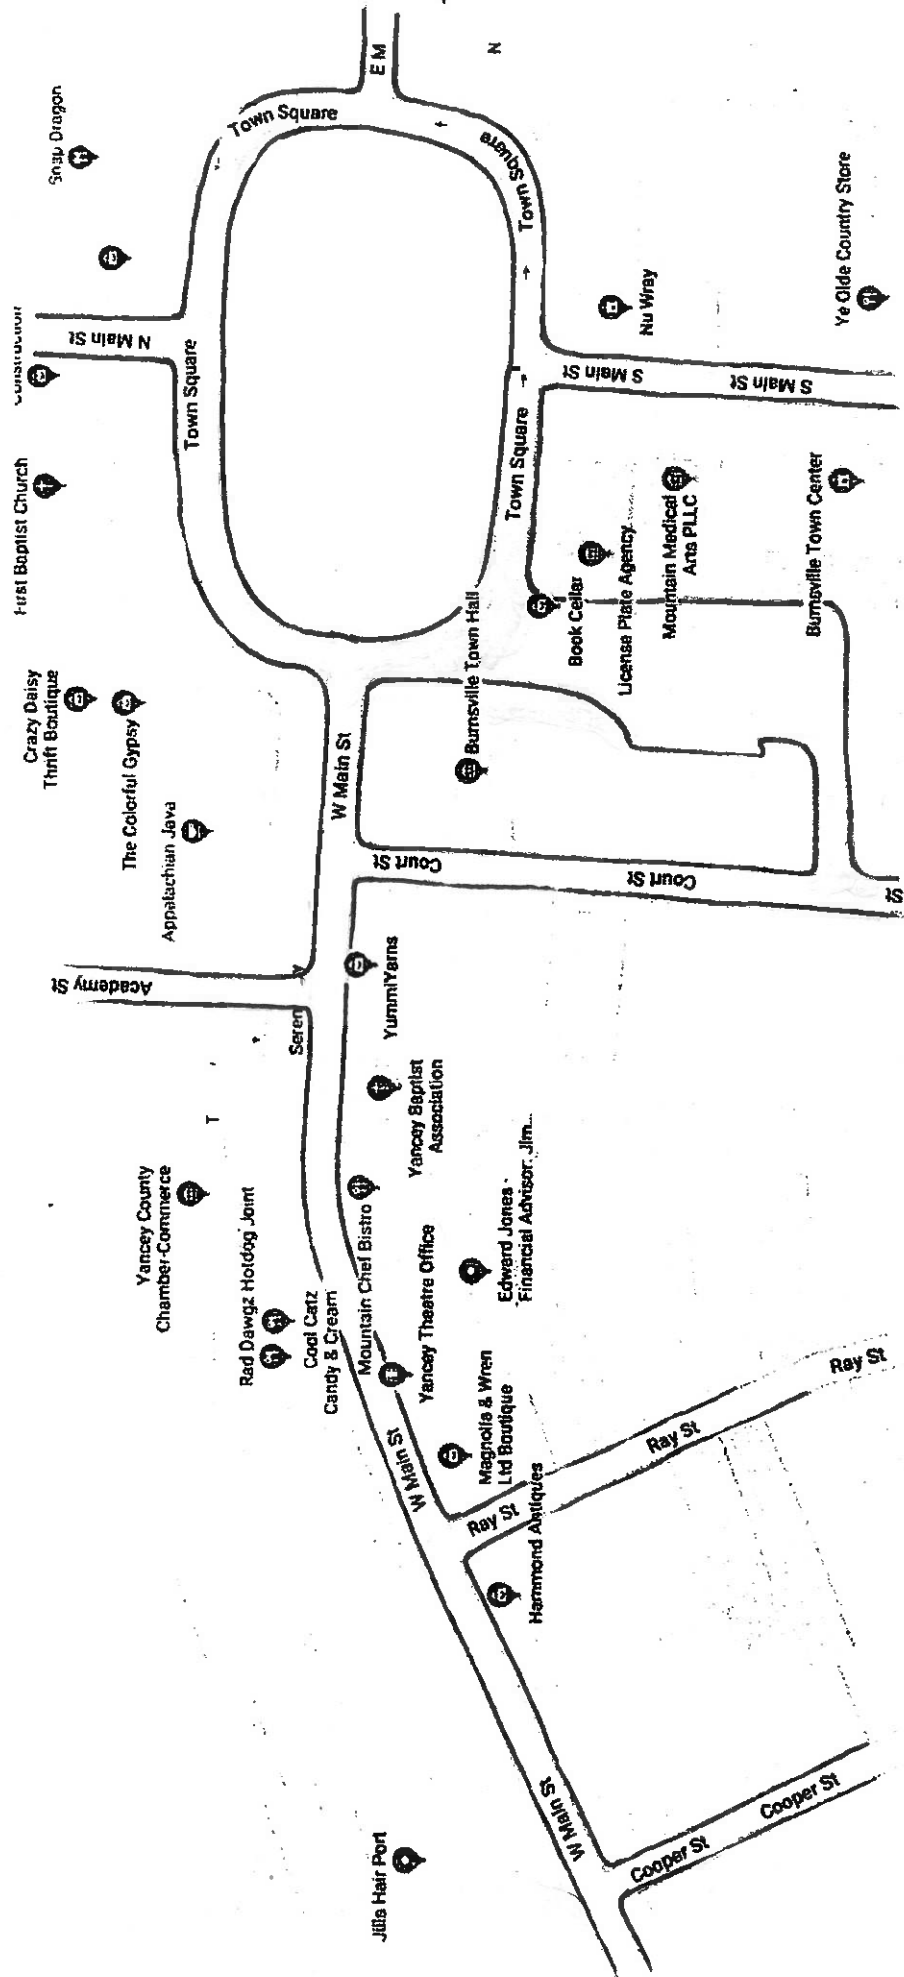 Snap Dragon
Town Square
E M
N
N Main St
Town Square
Town Square
Nu Wray
Ye Olde Country Store
First Baptist Church
Town Square
S Main St
S Main St
Crazy Daisy
Thrift Boutique
The Colorful Gypsy
Appalachian Java
W Main St
Burnsville Town Hall
Book Cellar
License Plate Agency
Mountain Medical
Arts PLLC
Burnsville Town Center
Court St
Court St
St
Academy St
Seren
y
YummiYarns
T
Yancey Baptist
Association
Yancey County
Chamber-Commerce
Rad Dawgz Hotdog Joint
Cool Catz
Candy & Cream
Mountain Chef Bistro
Yancey Theatre Office
Edward Jones -
Financial Advisor: Jim...
W Main St
Magnolia & Wren
Ltd Boutique
Ray St
Ray St
Ray St
Hammond Antiques
W Main St
Cooper St
Cooper St
Jills Hair Port